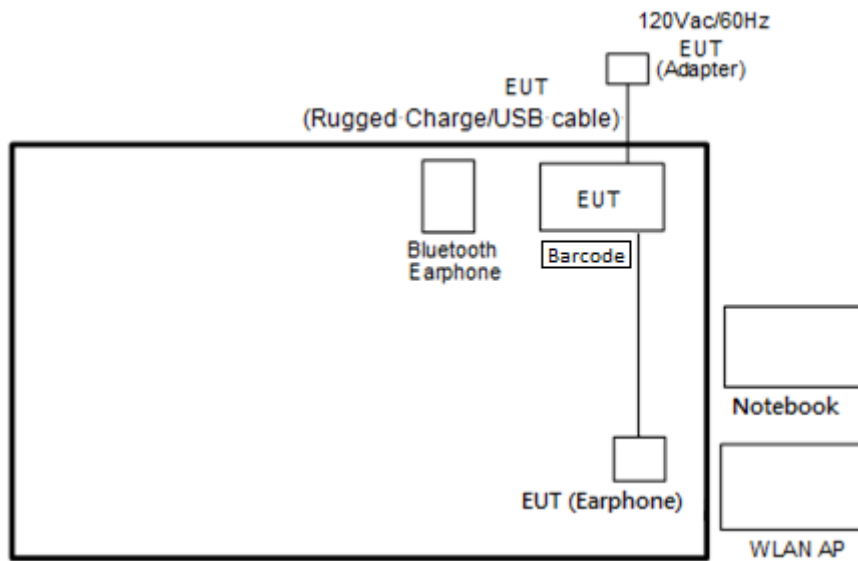 120Vac/60Hz
EUT
(Adapter)
EUT
(Rugged Charge/USB cable)
EUT
Bluetooth
Earphone
Barcode
Notebook
EUT (Earphone)
WLAN AP